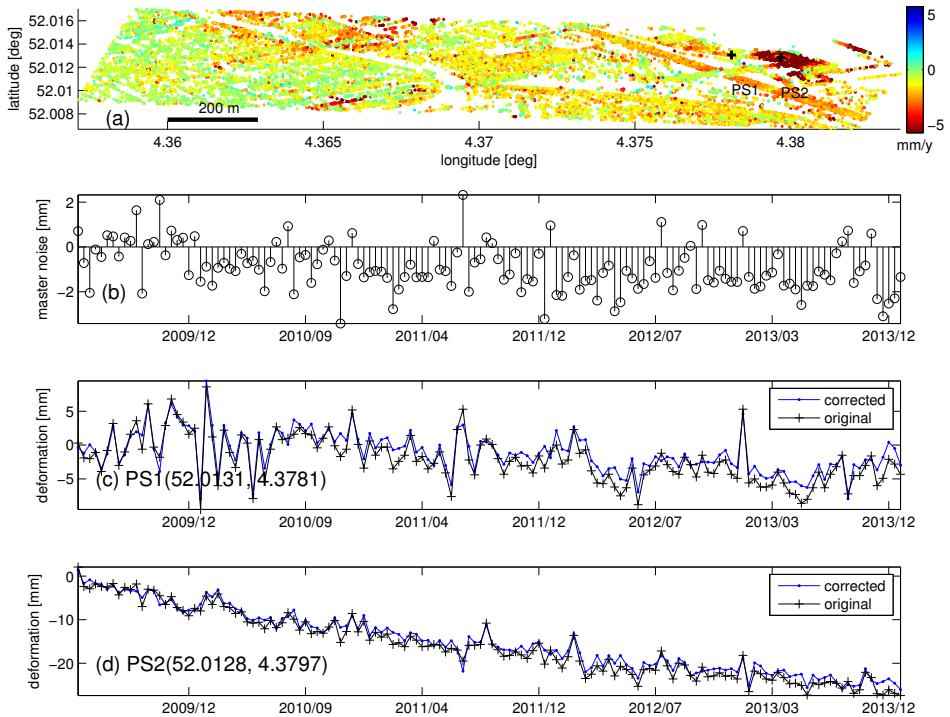 52.016
52.014
52.012
52.01
52.008
latitude [deg]
(a)
200 m
PS1
PS2
4.36
4.365
4.37
4.375
4.38
longitude [deg]
5
0
−5
mm/y
2
0
−2
master noise [mm]
(b)
2009/12
2010/09
2011/04
2011/12
2012/07
2013/03
2013/12
5
0
−5
deformation [mm]
corrected
original
(c) PS1(52.0131, 4.3781)
2009/12
2010/09
2011/04
2011/12
2012/07
2013/03
2013/12
0
−10
−20
deformation [mm]
corrected
original
(d) PS2(52.0128, 4.3797)
2009/12
2010/09
2011/04
2011/12
2012/07
2013/03
2013/12